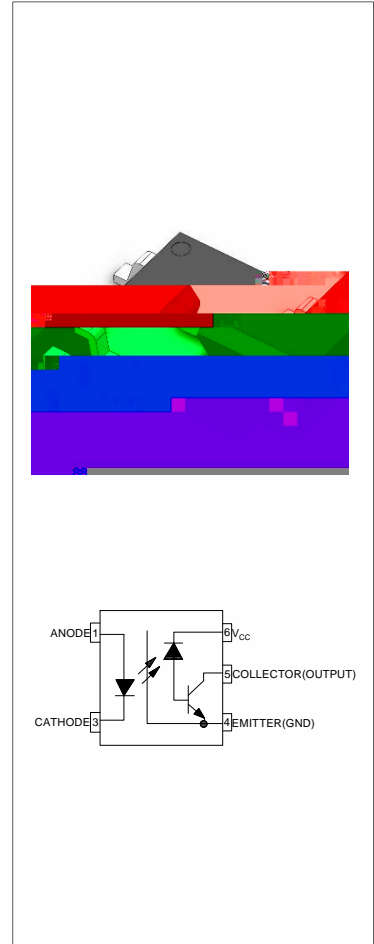 ANODE 1
6 VCC
5 COLLECTOR(OUTPUT)
CATHODE 3
4 EMITTER(GND)